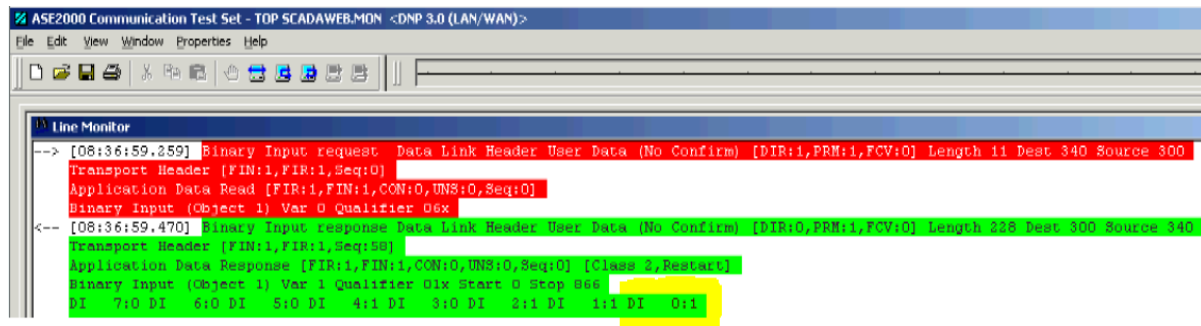 ASE2000 Communication Test Set - TOP SCADAWEB.MON <DNP 3.0 (LAN/WAN)>
File Edit View Window Properties Help
Line Monitor
--> [08:36:59.259] Binary Input request Data Link Header User Data (No Confirm) [DIR:1,PRM:1,FCV:0] Length 11 Dest 340 Source 300
Transport Header [FIN:1,FIR:1,Seq:0]
Application Data Read [FIR:1,FIN:1,CON:0,UNS:0,Seq:0]
Binary Input (Object 1) Var 0 Qualifier 06x
<-- [08:36:59.470] Binary Input response Data Link Header User Data (No Confirm) [DIR:0,PRM:1,FCV:0] Length 228 Dest 300 Source 340
Transport Header [FIN:1,FIR:1,Seq:58]
Application Data Response [FIR:1,FIN:1,CON:0,UNS:0,Seq:0] [Class 2,Restart]
Binary Input (Object 1) Var 1 Qualifier 01x Start 0 Stop 866
DI 7:0 DI 6:0 DI 5:0 DI 4:1 DI 3:0 DI 2:1 DI 1:1 DI 0:1